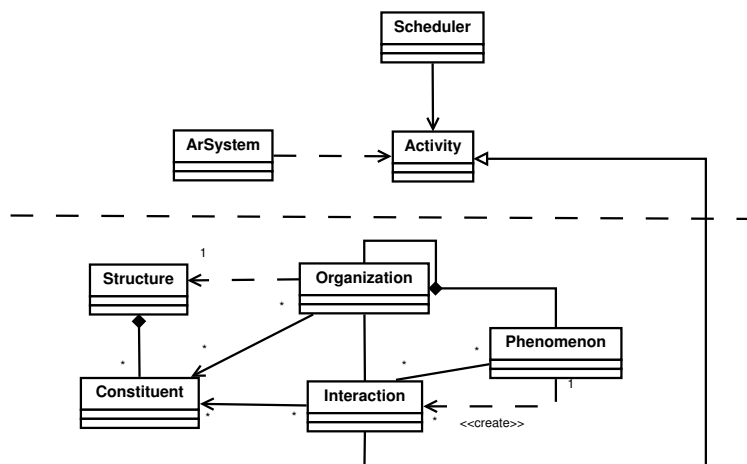 Scheduler
ArSystem
Activity
1
Structure
Organization
*
*
*
*
*
Phenomenon
Constituent
Interaction
1
*
*
*
<<create>>